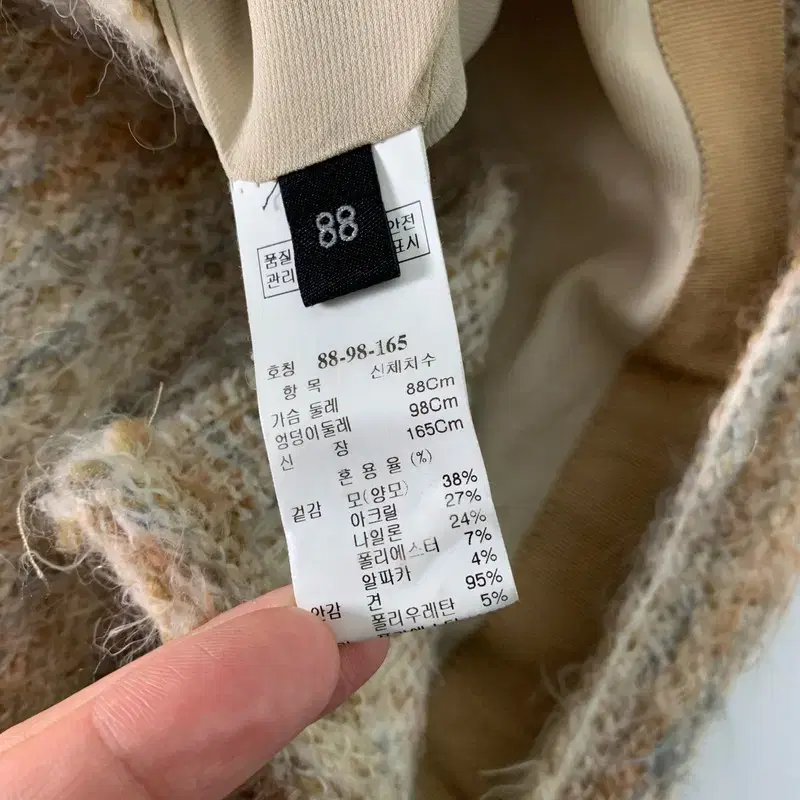 88
품질 안전
관리 표시
호칭 88-98-165
항 목 신체치수
가슴 둘레 88Cm
엉덩이둘레 98Cm
신 장 165Cm
혼 용 율 (%)
겉감 모(양모) 38%
아크릴 27%
나일론 24%
폴리에스터 7%
알파카 4%
안감 견 95%
폴리우레탄 5%